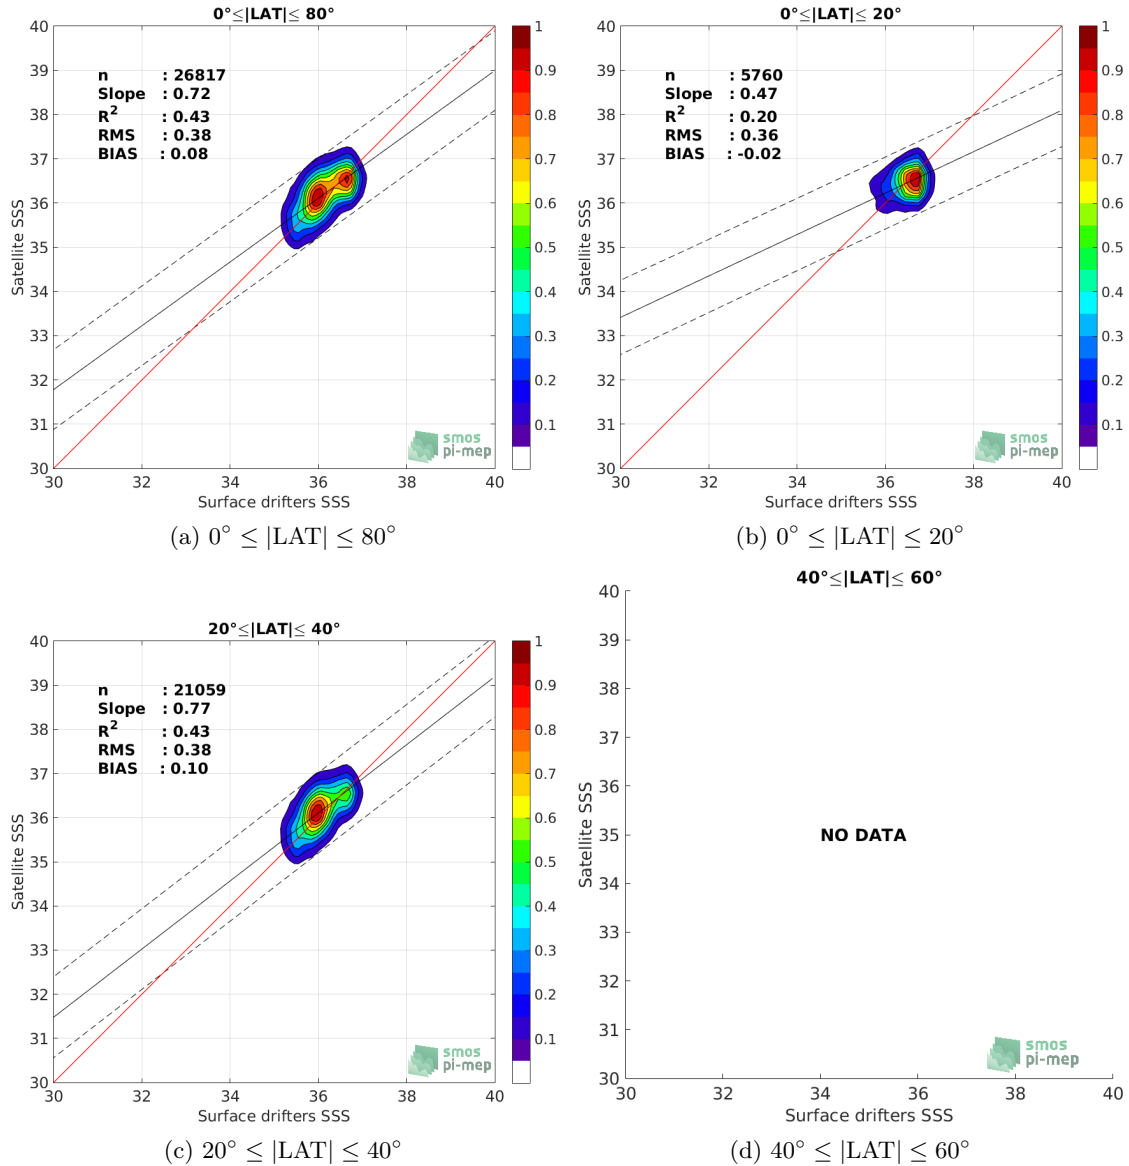 0°≤|LAT|≤ 80°
40
39
38
37
36
35
34
33
32
31
30
30
32
34
36
38
40
Satellite SSS
Surface drifters SSS
n : 26817
Slope : 0.72
R2 : 0.43
RMS : 0.38
BIAS : 0.08
1
0.9
0.8
0.7
0.6
0.5
0.4
0.3
0.2
0.1
smos
pi-mep
(a) 0° ≤ |LAT| ≤ 80°
0°≤|LAT|≤ 20°
40
39
38
37
36
35
34
33
32
31
30
30
32
34
36
38
40
Satellite SSS
Surface drifters SSS
n : 5760
Slope : 0.47
R2 : 0.20
RMS : 0.36
BIAS : -0.02
1
0.9
0.8
0.7
0.6
0.5
0.4
0.3
0.2
0.1
smos
pi-mep
(b) 0° ≤ |LAT| ≤ 20°
20°≤|LAT|≤ 40°
40
39
38
37
36
35
34
33
32
31
30
30
32
34
36
38
40
Satellite SSS
Surface drifters SSS
n : 21059
Slope : 0.77
R2 : 0.43
RMS : 0.38
BIAS : 0.10
1
0.9
0.8
0.7
0.6
0.5
0.4
0.3
0.2
0.1
smos
pi-mep
(c) 20° ≤ |LAT| ≤ 40°
40°≤|LAT|≤ 60°
40
39
38
37
36
35
34
33
32
31
30
30
32
34
36
38
40
Satellite SSS
Surface drifters SSS
NO DATA
smos
pi-mep
(d) 40° ≤ |LAT| ≤ 60°